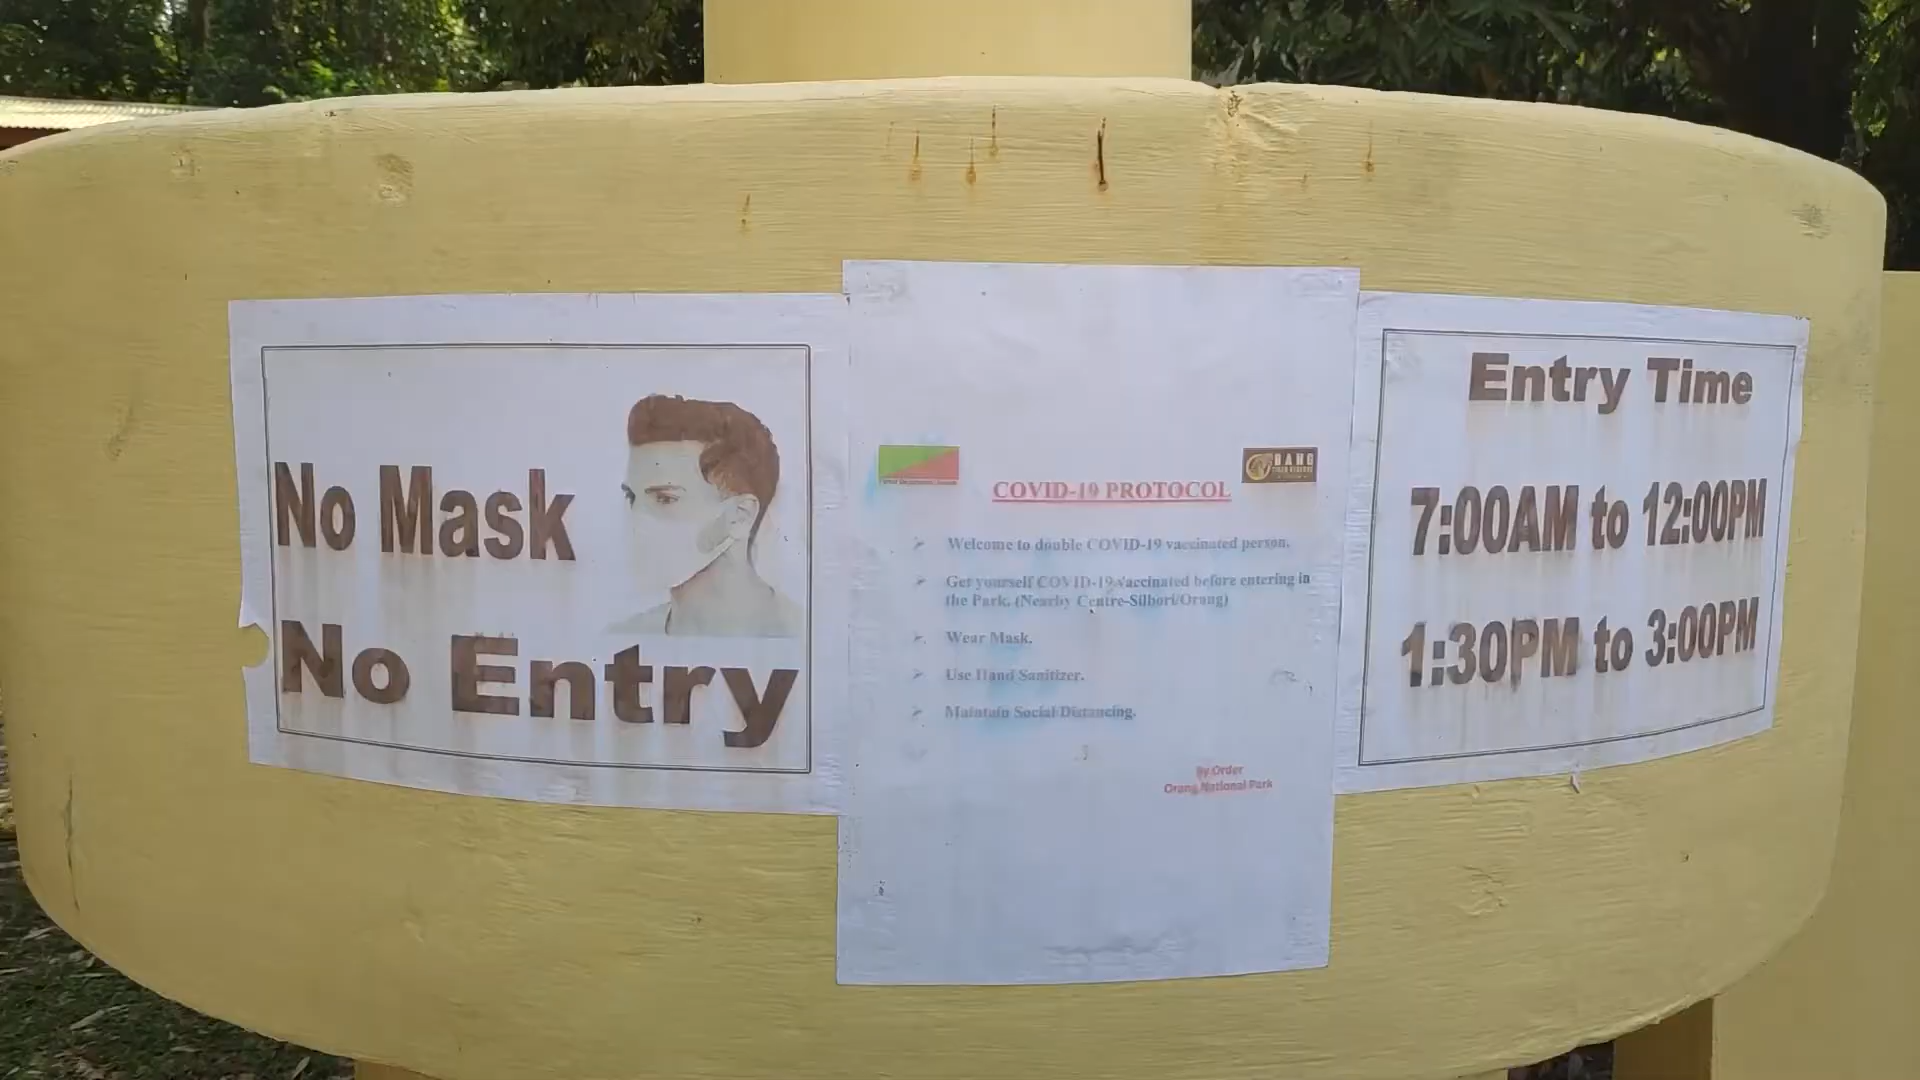 No Mask
No Entry
COVID-19 PROTOCOL
Welcome to double COVID-19 vaccinated person.
Get yourself COVID-19 vaccinated before entering in
the Park. (Nearby Centre-Silbori/Orang)
Wear Mask.
Use Hand Sanitizer.
Maintain Social Distancing.
By Order
Orang National Park
Entry Time
7:00AM to 12:00PM
1:30PM to 3:00PM